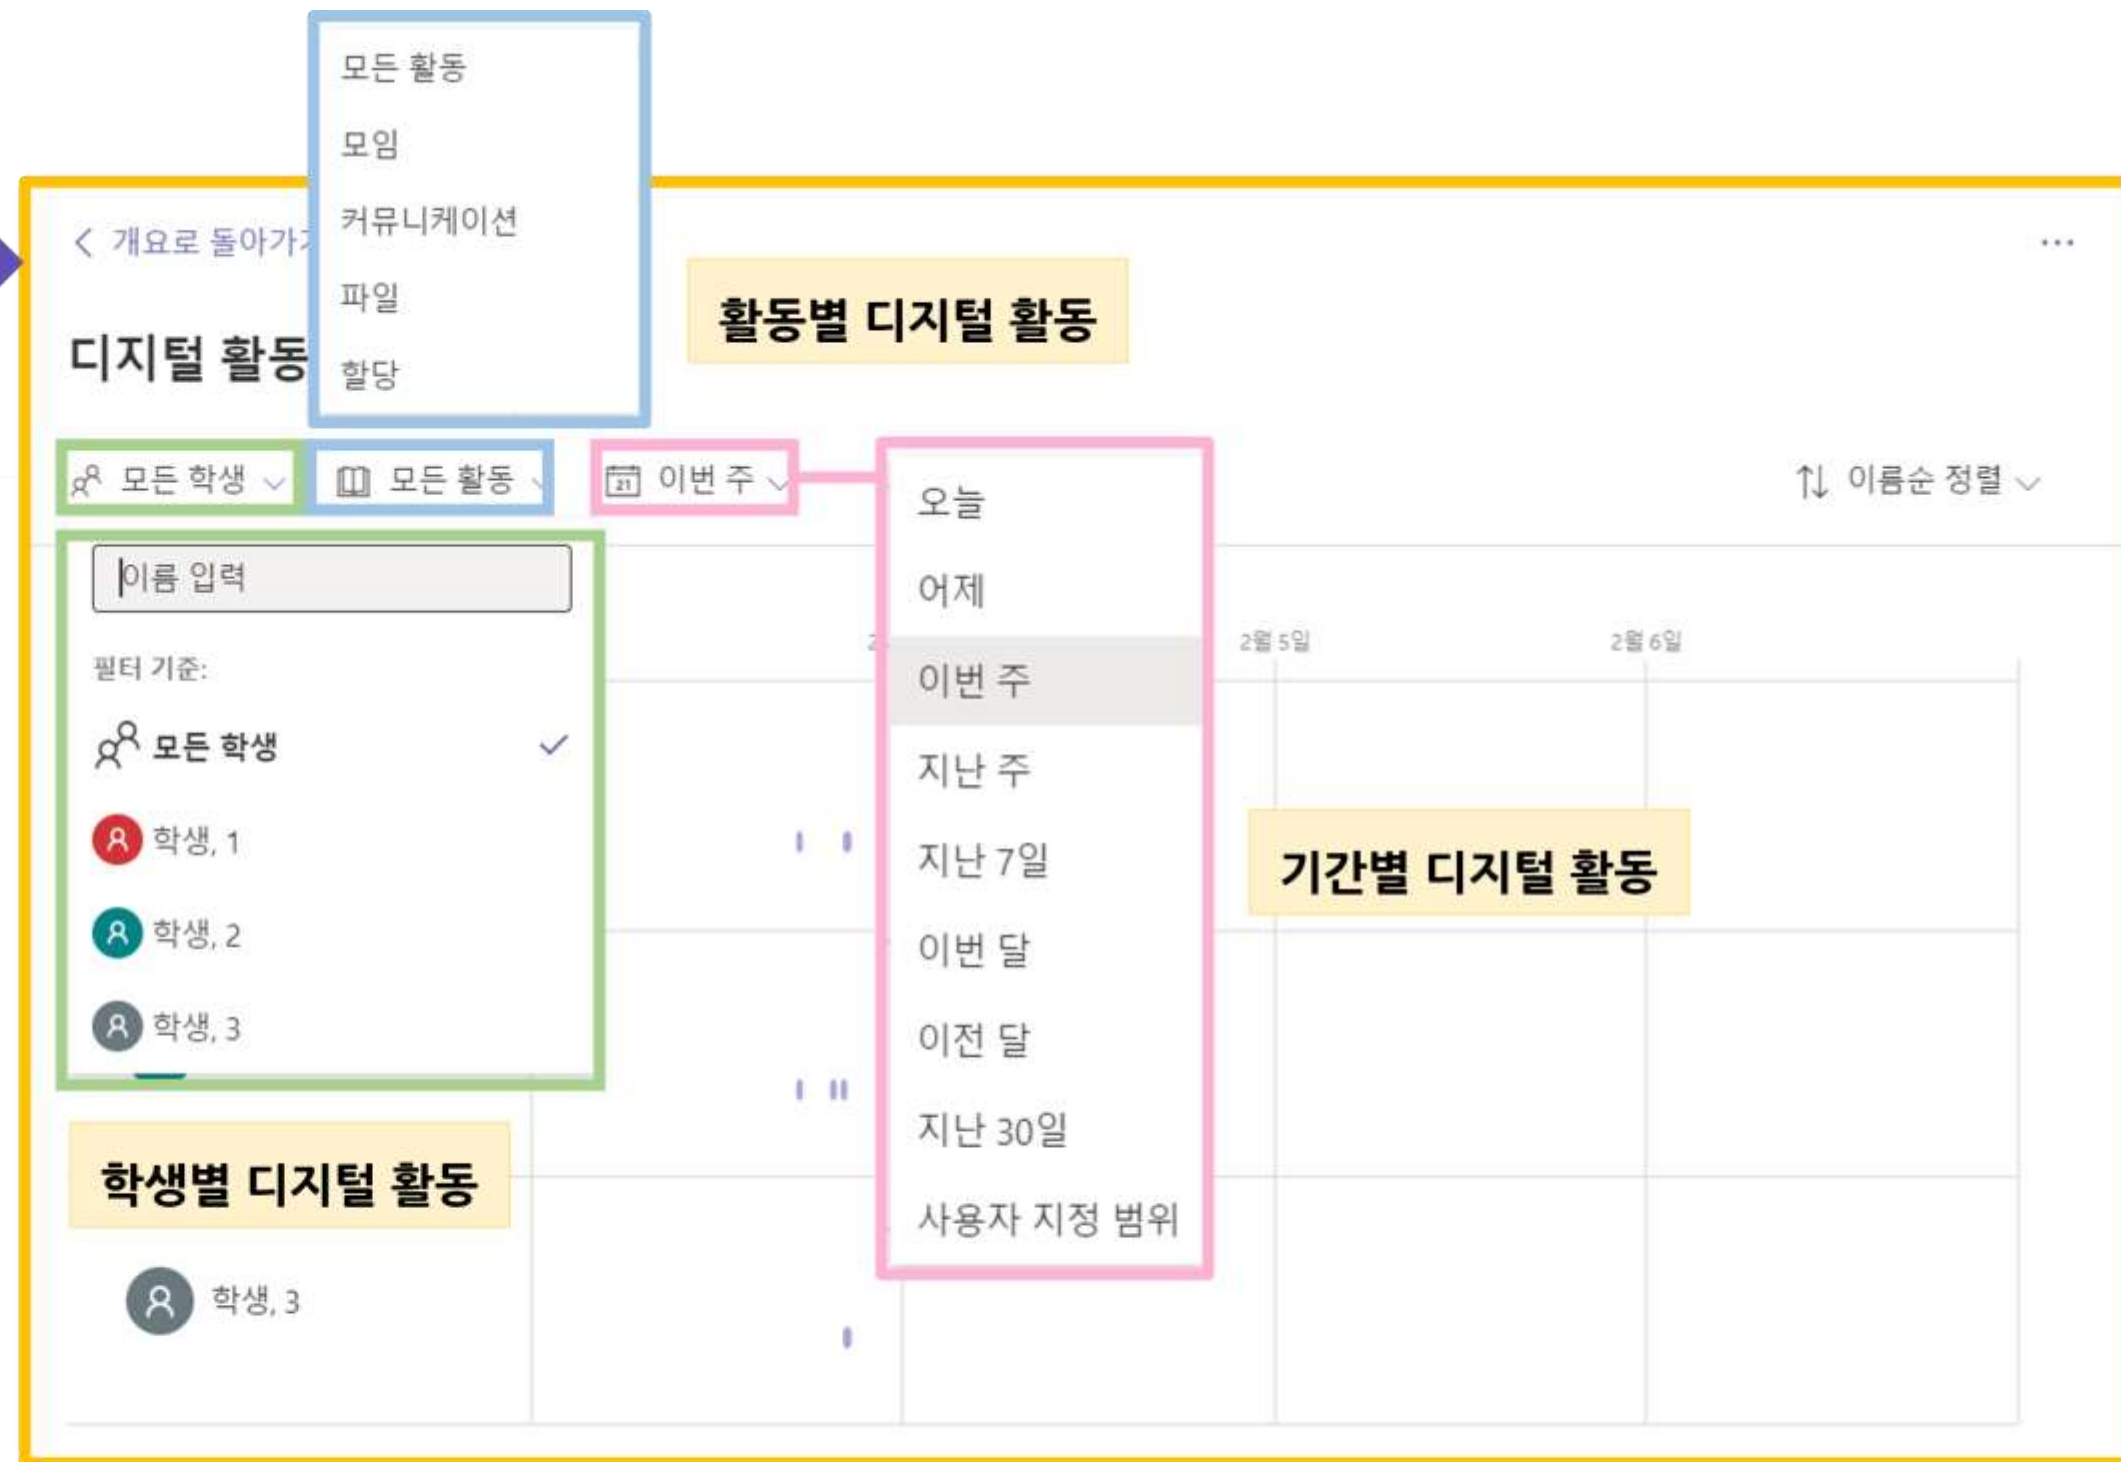 모든 활동
모임
커뮤니케이션
파일
할당
개요로 돌아가기
디지털 활동
활동별 디지털 활동
모든 학생
모든 활동
21
이번 주
이름순 정렬
이름 입력
필터 기준:
모든 학생
학생, 1
학생, 2
학생, 3
학생별 디지털 활동
학생, 3
오늘
어제
이번 주
지난 주
지난 7일
이번 달
이전 달
지난 30일
사용자 지정 범위
2월 5일
2월 6일
기간별 디지털 활동